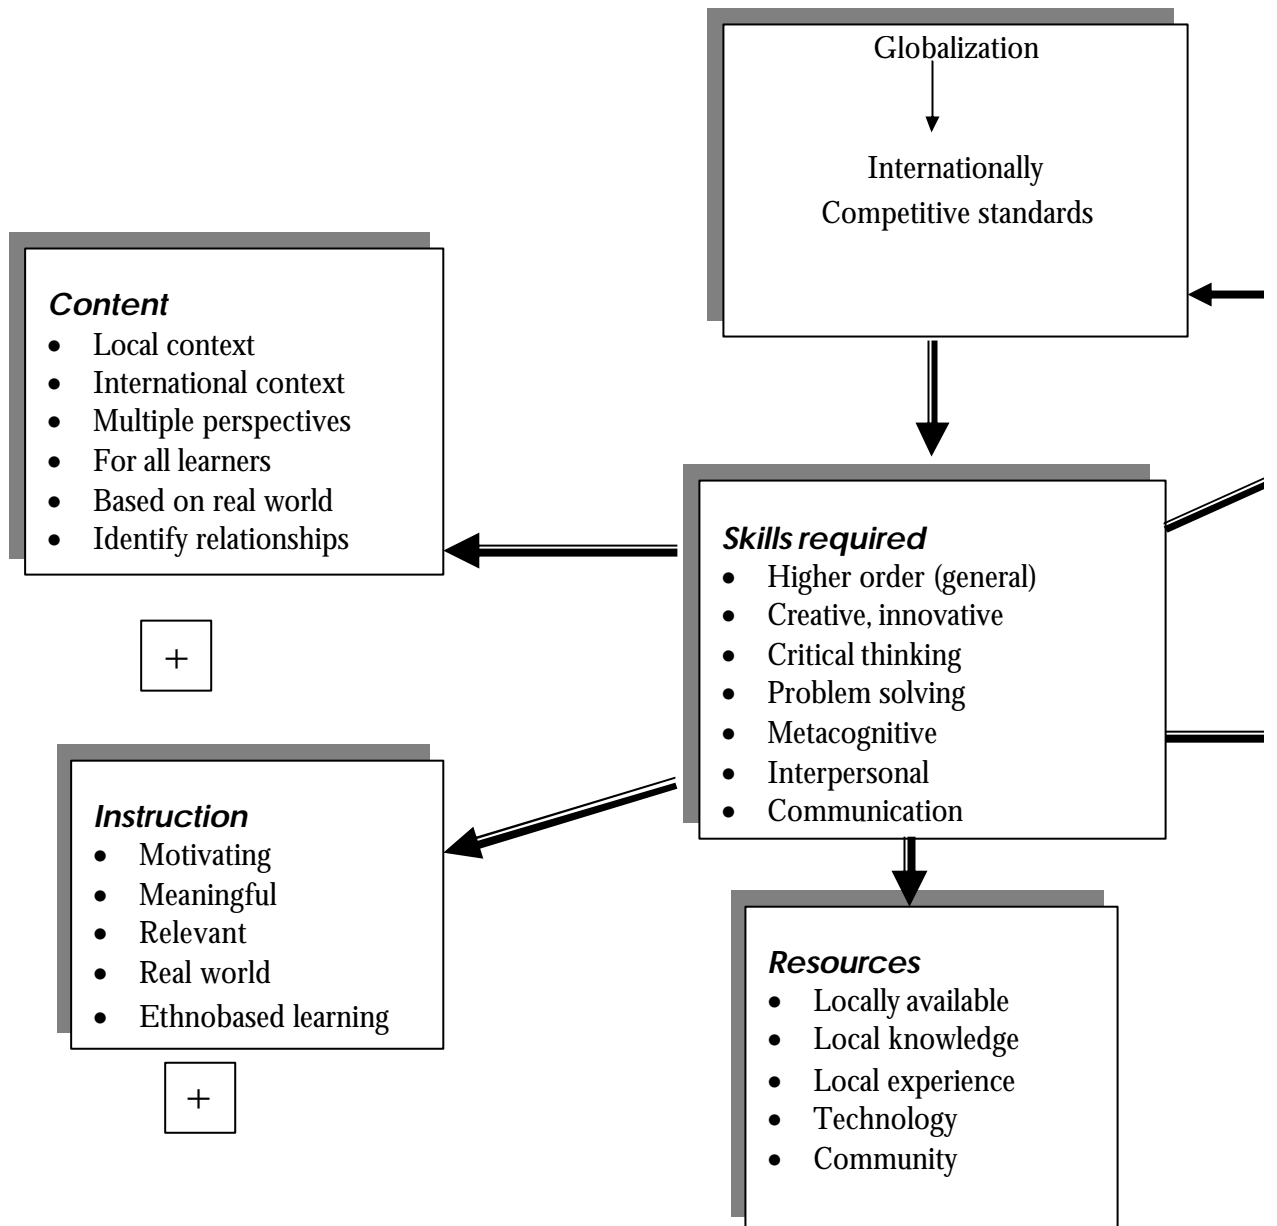 Globalization
Internationally
Competitive standards
Content
• Local context
• International context
• Multiple perspectives
• For all learners
• Based on real world
• Identify relationships
+
Instruction
• Motivating
• Meaningful
• Relevant
• Real world
• Ethnobased learning
+
Skills required
• Higher order (general)
• Creative, innovative
• Critical thinking
• Problem solving
• Metacognitive
• Interpersonal
• Communication
Resources
• Locally available
• Local knowledge
• Local experience
• Technology
• Community